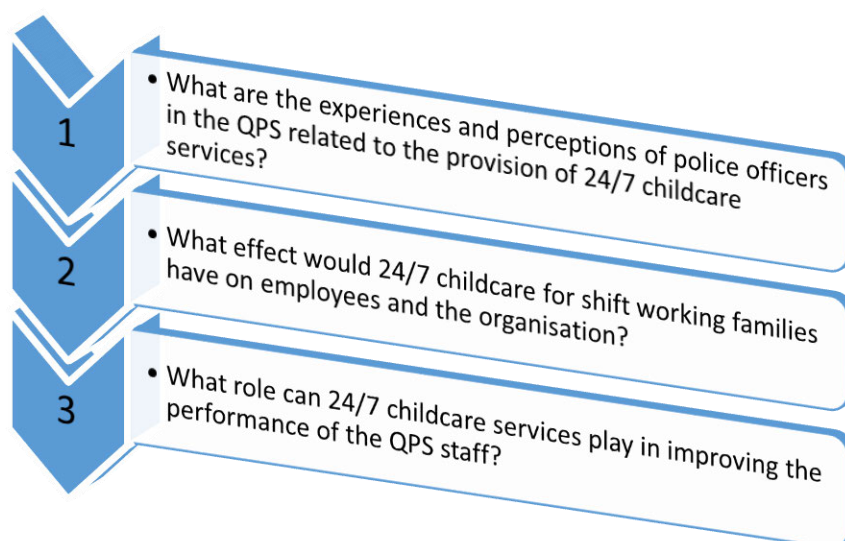 1
• What are the experiences and perceptions of police officers
in the QPS related to the provision of 24/7 childcare
services?
2
• What effect would 24/7 childcare for shift working families
have on employees and the organisation?
3
• What role can 24/7 childcare services play in improving the
performance of the QPS staff?